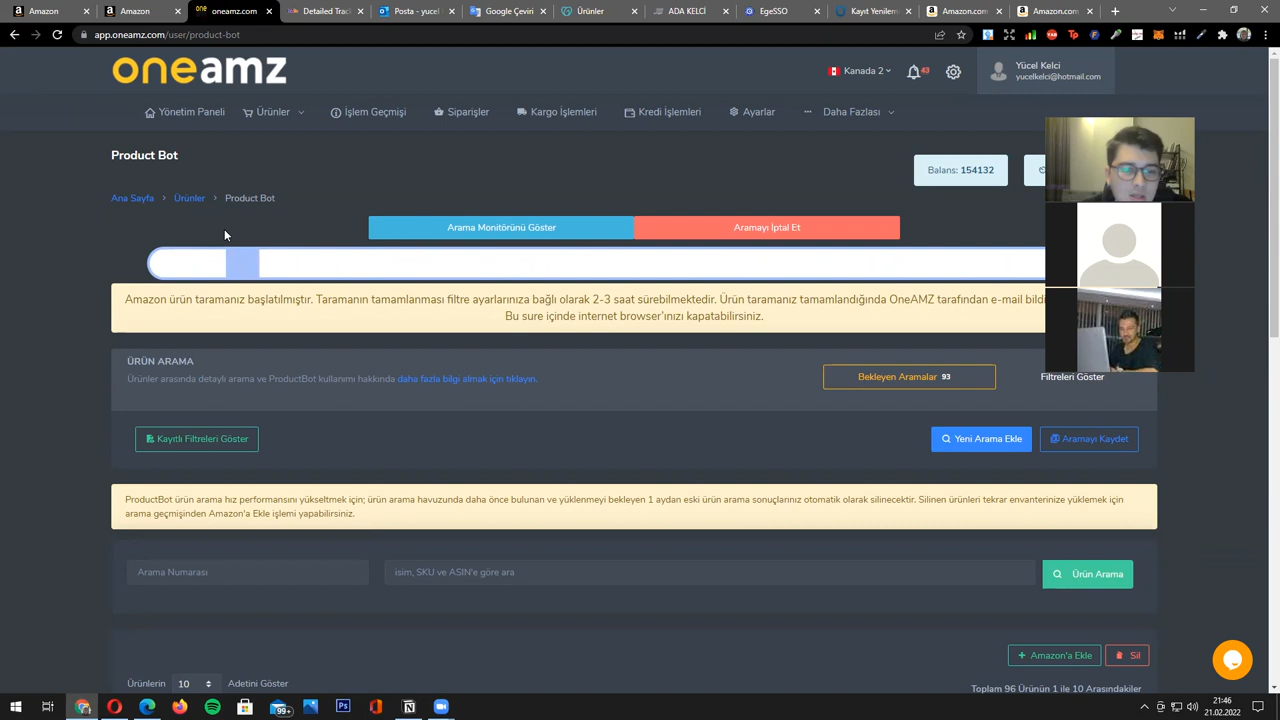 Amazon
Amazon.co
one Amazon.com
Detailed Trac
Posta – yucel
Google Çeviri
Ürünler
ADA KELCİ
EgeSSO
Kayıt Yenilem
Amazon.com
Amazon.com
app.oneamz.com/user/product-bot
oneamz
Kanada 2
43
Yücel Kelci
yucelkelci@hotmail.com
Yönetim Paneli
Ürünler
İşlem Geçmişi
Siparişler
Kargo İşlemleri
Kredi İşlemleri
Ayarlar
Daha Fazlası
Product Bot
Balans: 154132
Ana Sayfa > Ürünler > Product Bot
Arama Monitörünü Göster
Aramayı İptal Et
Amazon ürün taramanız başlatılmıştır. Taramanın tamamlanması filtre ayarlarınıza bağlı olarak 2-3 saat sürebilmektedir. Ürün taramanız tamamlandığında OneAMZ tarafından e-mail bildi
Bu sure içinde internet browser'ınızı kapatabilirsiniz.
ÜRÜN ARAMA
Ürünler arasında detaylı arama ve ProductBot kullanımı hakkında daha fazla bilgi almak için tıklayın.
Bekleyen Aramalar 93
Filtreleri Göster
Kayıtlı Filtreleri Göster
Yeni Arama Ekle
Aramayı Kaydet
ProductBot ürün arama hız performansını yükseltmek için; ürün arama havuzunda daha önce bulunan ve yüklenmeyi bekleyen 1 aydan eski ürün arama sonuçlarınız otomatik olarak silinecektir. Silinen ürünleri tekrar envanterinize yüklemek için
arama geçmişinden Amazon'a Ekle işlemi yapabilirsiniz.
Arama Numarası
isim, SKU ve ASIN'e göre ara
Ürün Arama
+ Amazon'a Ekle
Sil
Ürünlerin 10 Adetini Göster
Toplam 96 Ürünün 1 ile 10 Arasındakiler
99+
21:46
21.02.2022